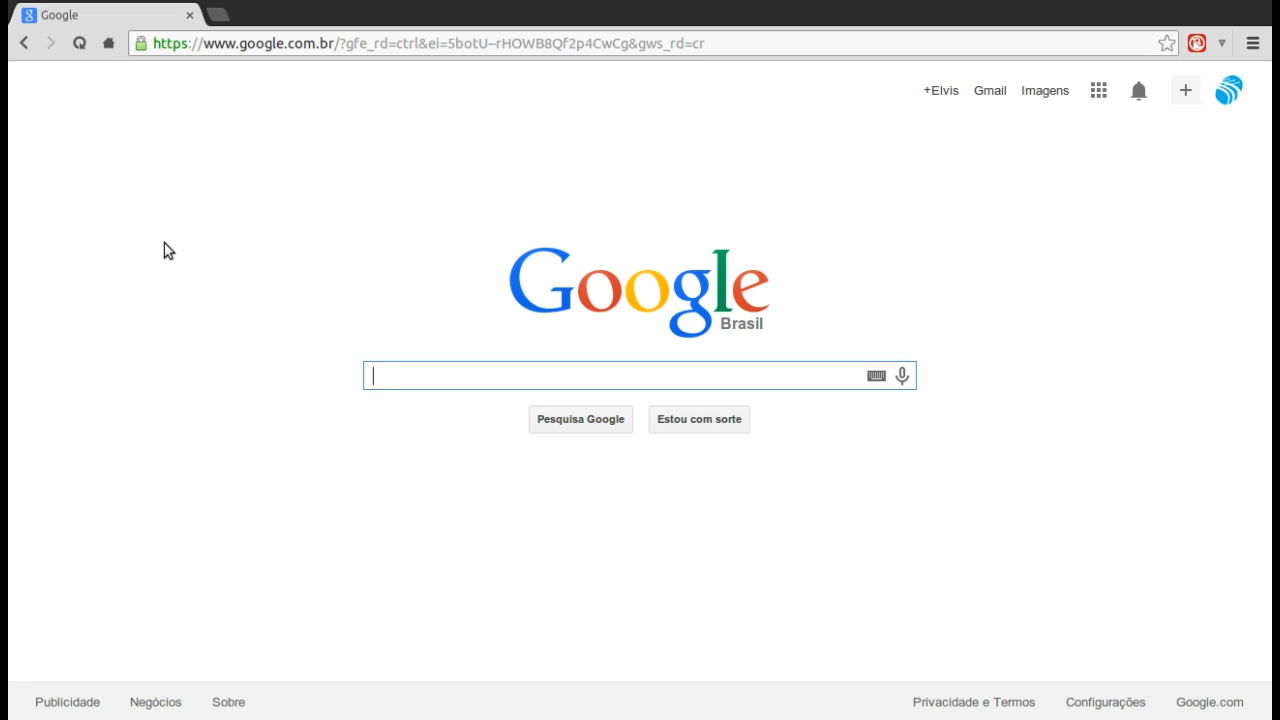 Google
https://www.google.com.br/?gfe_rd=ctrl&ei=5botU--rHOWB8Qf2p4CwCg&gws_rd=cr
+Elvis Gmail Imagens
Google
Brasil
Pesquisa Google Estou com sorte
Publicidade Negócios Sobre Privacidade e Termos Configurações Google.com